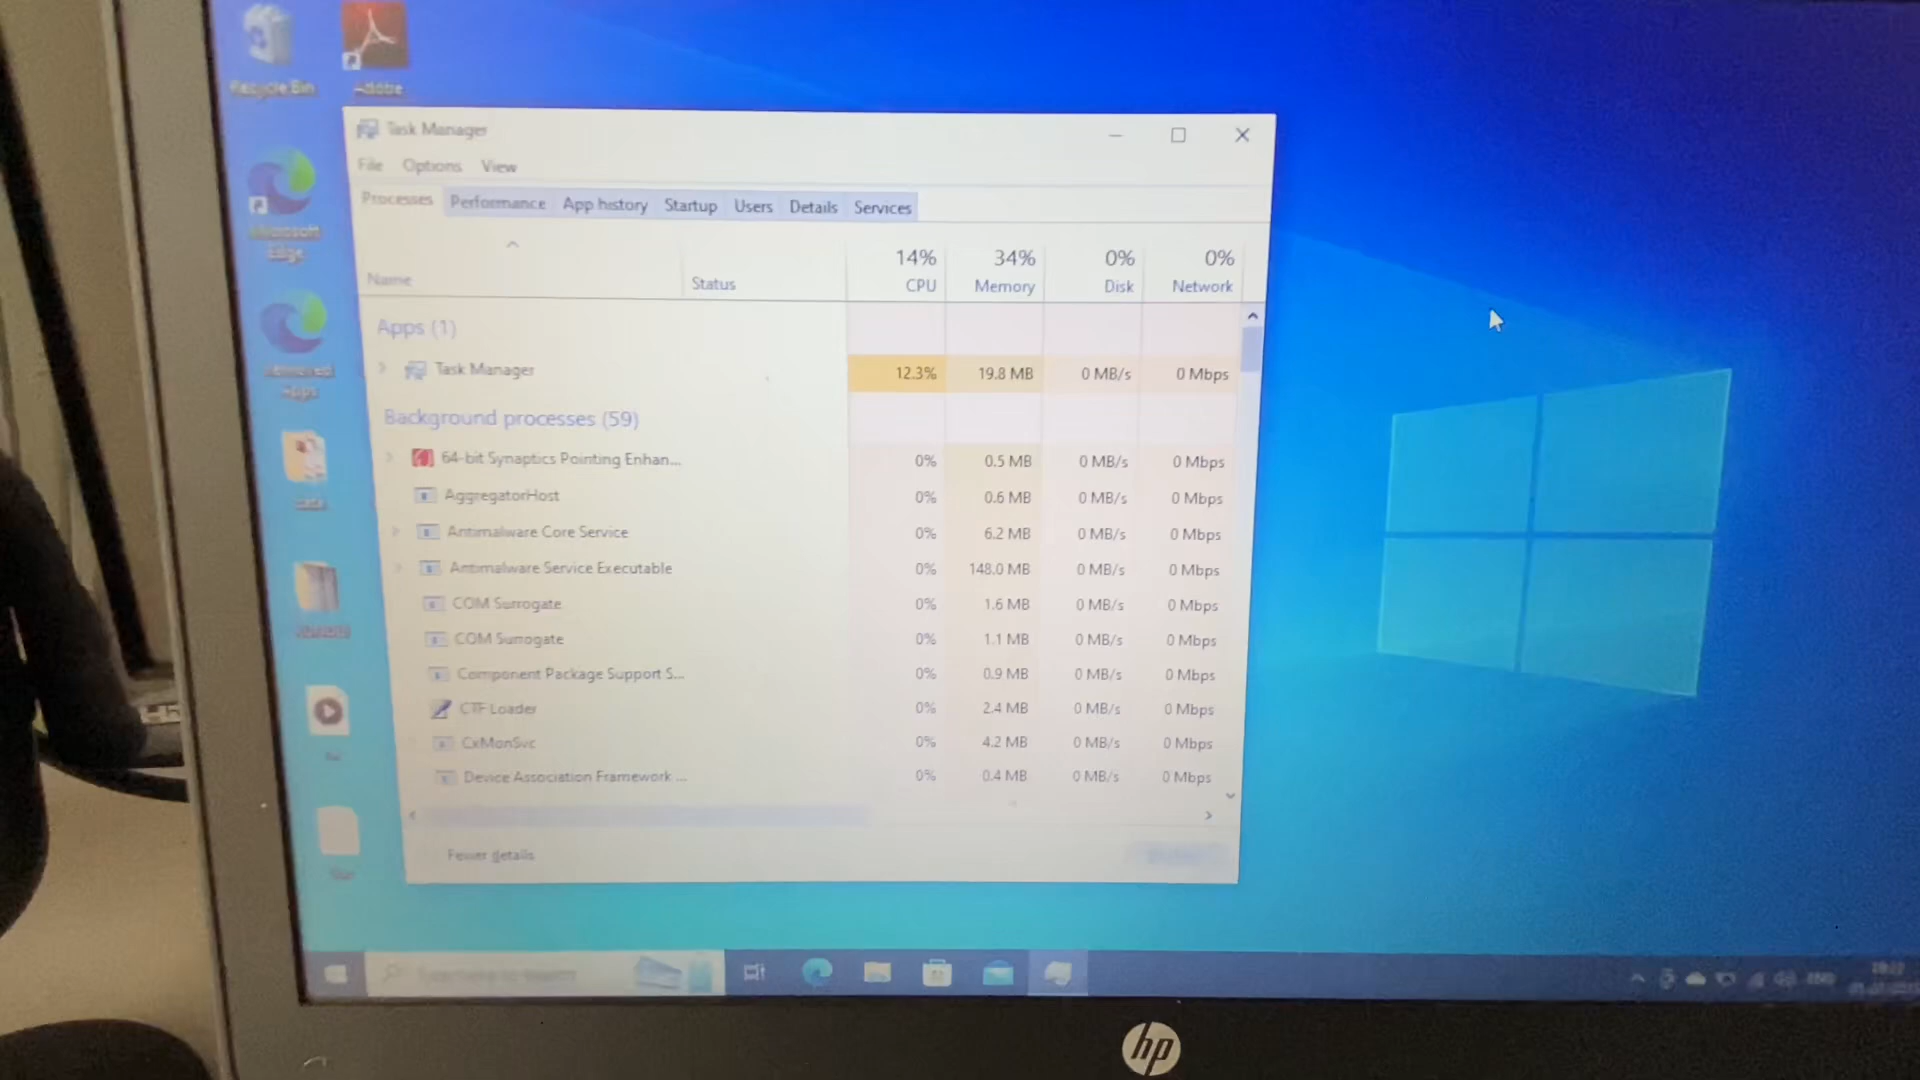 Recycle Bin
Adobe
Microsoft
Edge
Task Manager
File Options View
Processes Performance App history Startup Users Details Services
14% 34% 0% 0%
Name Status CPU Memory Disk Network
Apps (1)
Task Manager 12.3% 19.8 MB 0 MB/s 0 Mbps
Background processes (59)
64-bit Synaptics Pointing Enhan... 0% 0.5 MB 0 MB/s 0 Mbps
AggregatorHost 0% 0.6 MB 0 MB/s 0 Mbps
Antimalware Core Service 0% 6.2 MB 0 MB/s 0 Mbps
Antimalware Service Executable 0% 148.0 MB 0 MB/s 0 Mbps
COM Surrogate 0% 1.6 MB 0 MB/s 0 Mbps
COM Surrogate 0% 1.1 MB 0 MB/s 0 Mbps
Component Package Support S... 0% 0.9 MB 0 MB/s 0 Mbps
CTF Loader 0% 2.4 MB 0 MB/s 0 Mbps
CxMonSvc 0% 4.2 MB 0 MB/s 0 Mbps
Device Association Framework ... 0% 0.4 MB 0 MB/s 0 Mbps
Fewer details
hp